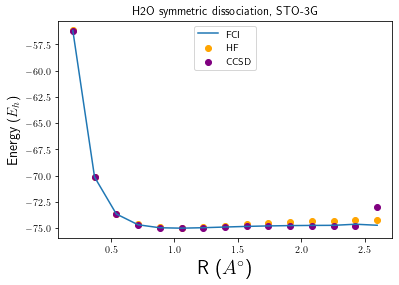 H2O symmetric dissociation, STO-3G
FCI
HF
CCSD
Energy (E_h)
−57.5
−60.0
−62.5
−65.0
−67.5
−70.0
−72.5
−75.0
0.5 1.0 1.5 2.0 2.5
R (A°)